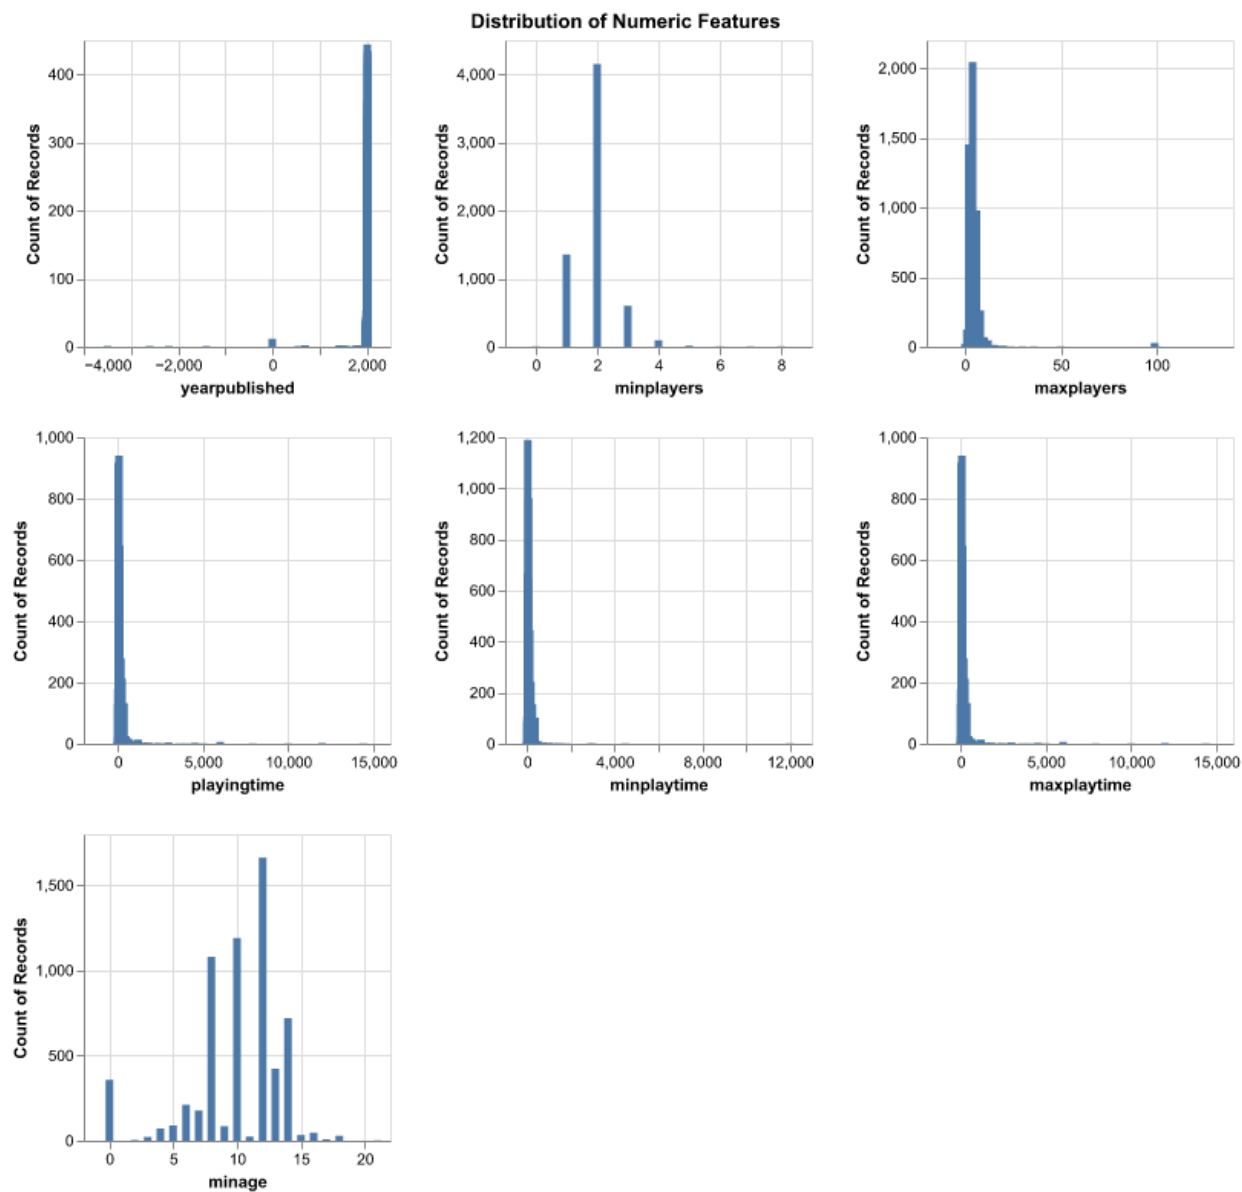 Distribution of Numeric Features
400
300
200
100
0
Count of Records
−4,000 −2,000 0 2,000
yearpublished
4,000
3,000
2,000
1,000
0
Count of Records
0 2 4 6 8
minplayers
2,000
1,500
1,000
500
0
Count of Records
0 50 100
maxplayers
1,000
800
600
400
200
0
Count of Records
0 5,000 10,000 15,000
playingtime
1,200
1,000
800
600
400
200
0
Count of Records
0 4,000 8,000 12,000
minplaytime
1,000
800
600
400
200
0
Count of Records
0 5,000 10,000 15,000
maxplaytime
1,500
1,000
500
0
Count of Records
0 5 10 15 20
minage